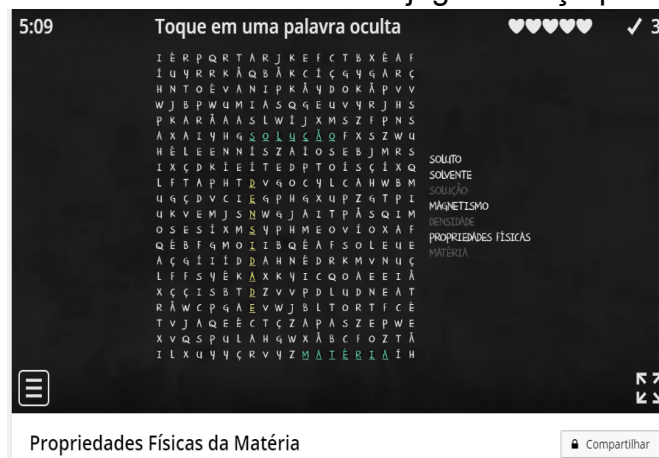 5:09
Toque em uma palavra oculta
✓ 3
I É R P Q R T A R J K E F C T B X É A F
Í U Y R R K Ã Q B Ã K C Í Ç G Y G A R Ç
H N T O É V A N I P K Ã Y D O K Ã P V V
W J B P W U M I A S Q G E U V Y R J H S
P K A R Ã A A S L W Í J X M S Z F P N S
A X A I Y H G S O L U Ç Ã O F X S Z W U
H É L E E N N Í S Z A Í O S E B J M R S
I X Ç D K Í E Í T E D P T O Í S Ç Í X Q
L F T A P H T D V G O C Y L C A H W B M
U G Ç D V C I E G P H G X U P Z G T P I
U K V E M J S N W G J A I T P Ã S Q I M
O S E S Í X M S Y P H M E O V Í O X A F
Q É B F G M O I I B Q É A F S O L E U E
A Ç G Í I Í D D A H N É D R K M V N U Ç
L F F S Y É K A X K Y I C Q O A E E I Ã
X Ç Ç I S B T D Z V V P D L U D N E A T
R Ã W C P G A E V W J B L T O R T F C É
T V J A Q E É C T Ç Z A P A S Z E P W E
X V Q S P U L A H G W X Ã B C F O Z T Ã
I L X U Y Y Ç R V Y Z M A T É R I A Í H
SOLUTO
SOLVENTE
SOLUÇÃO
MAGNETISMO
DENSIDADE
PROPRIEDADES FÍSICAS
MATÉRIA
Propriedades Físicas da Matéria
Compartilhar